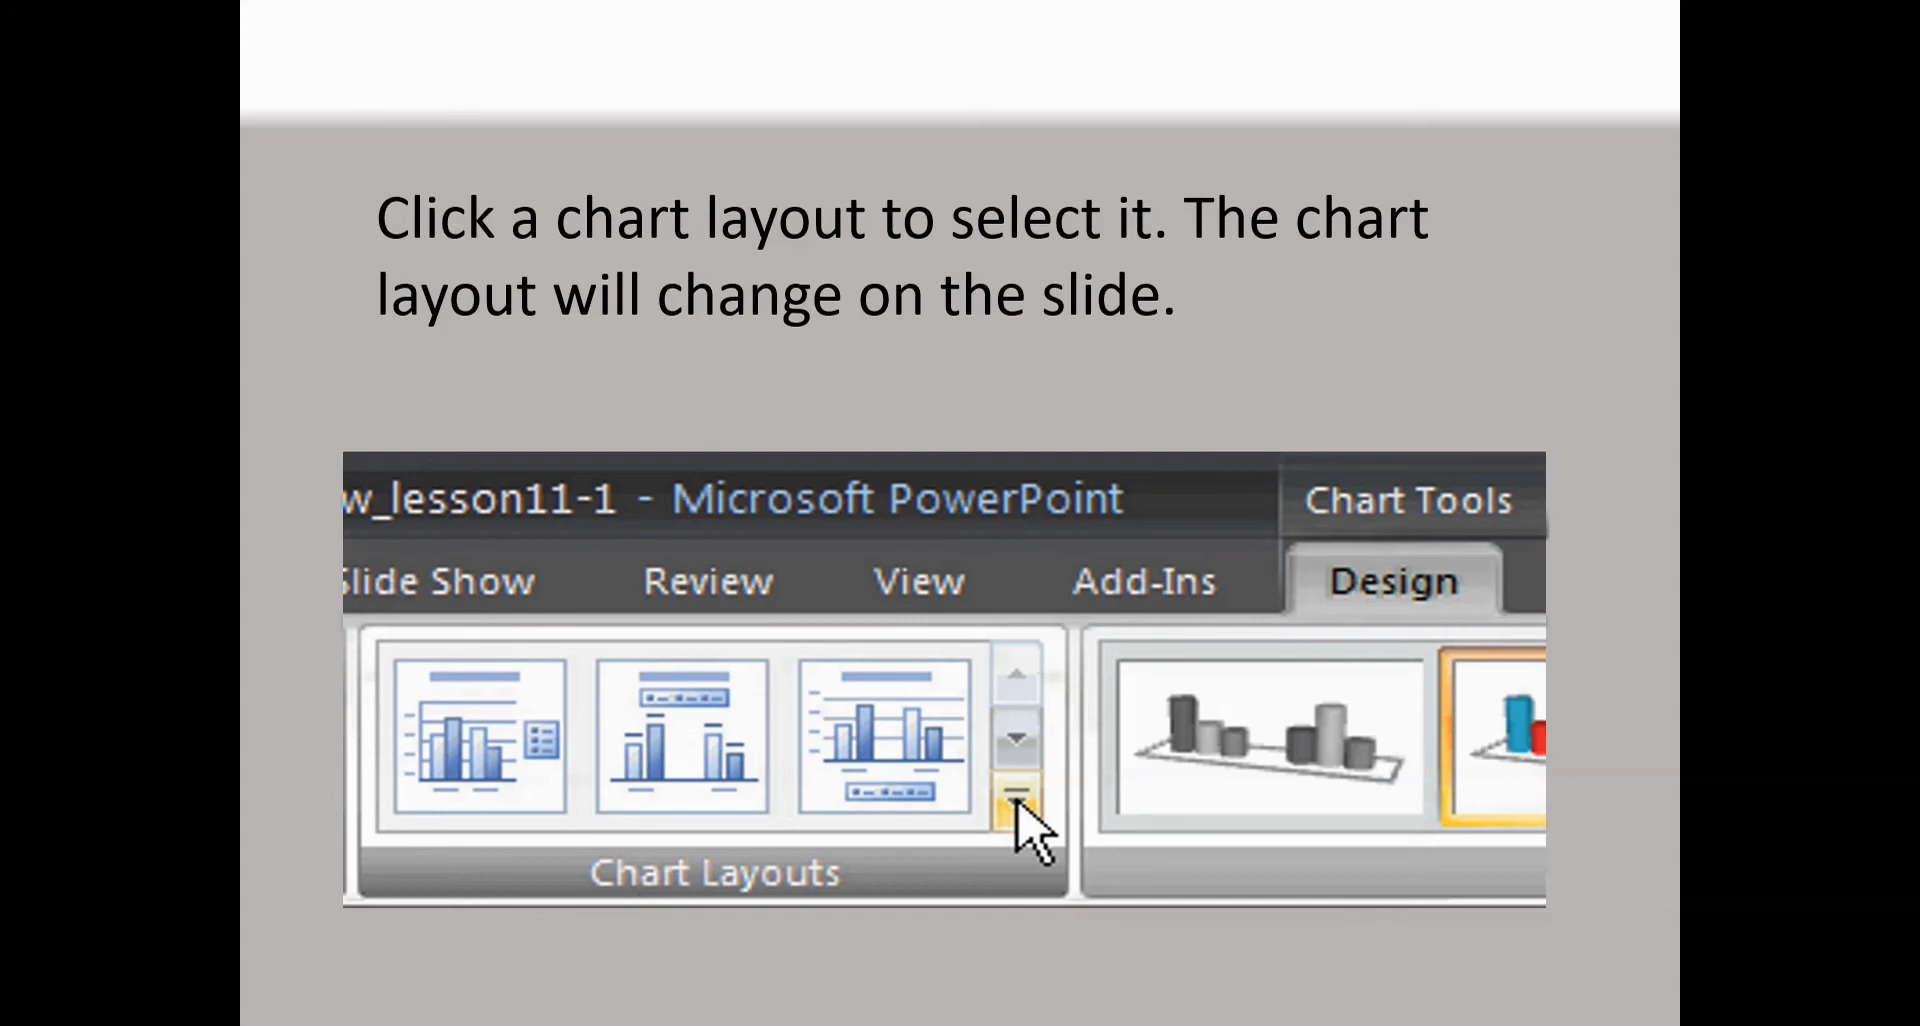 Click a chart layout to select it. The chart
layout will change on the slide.
w_lesson11-1 - Microsoft PowerPoint
Chart Tools
Slide Show Review View Add-Ins Design
Chart Layouts